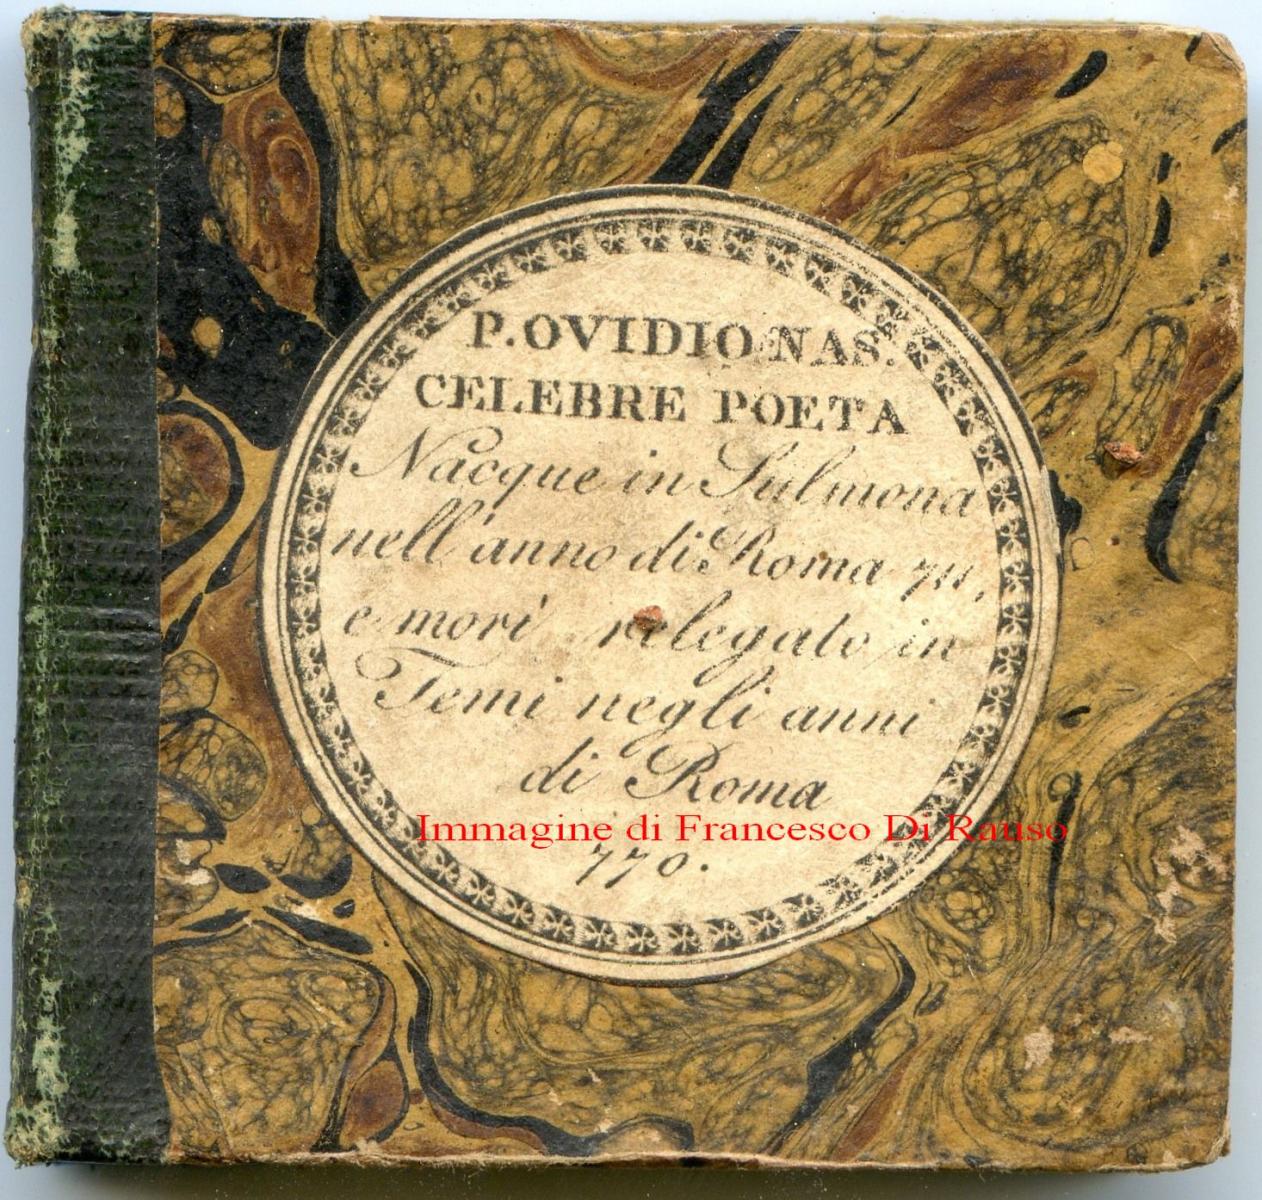 P. OVIDIO NAS.
CELEBRE POETA
Nacque in Sulmona
nell'anno di Roma 711,
e morì relegato in
Temi negli anni
di Roma
Immagine di Francesco Di Rauso
770.